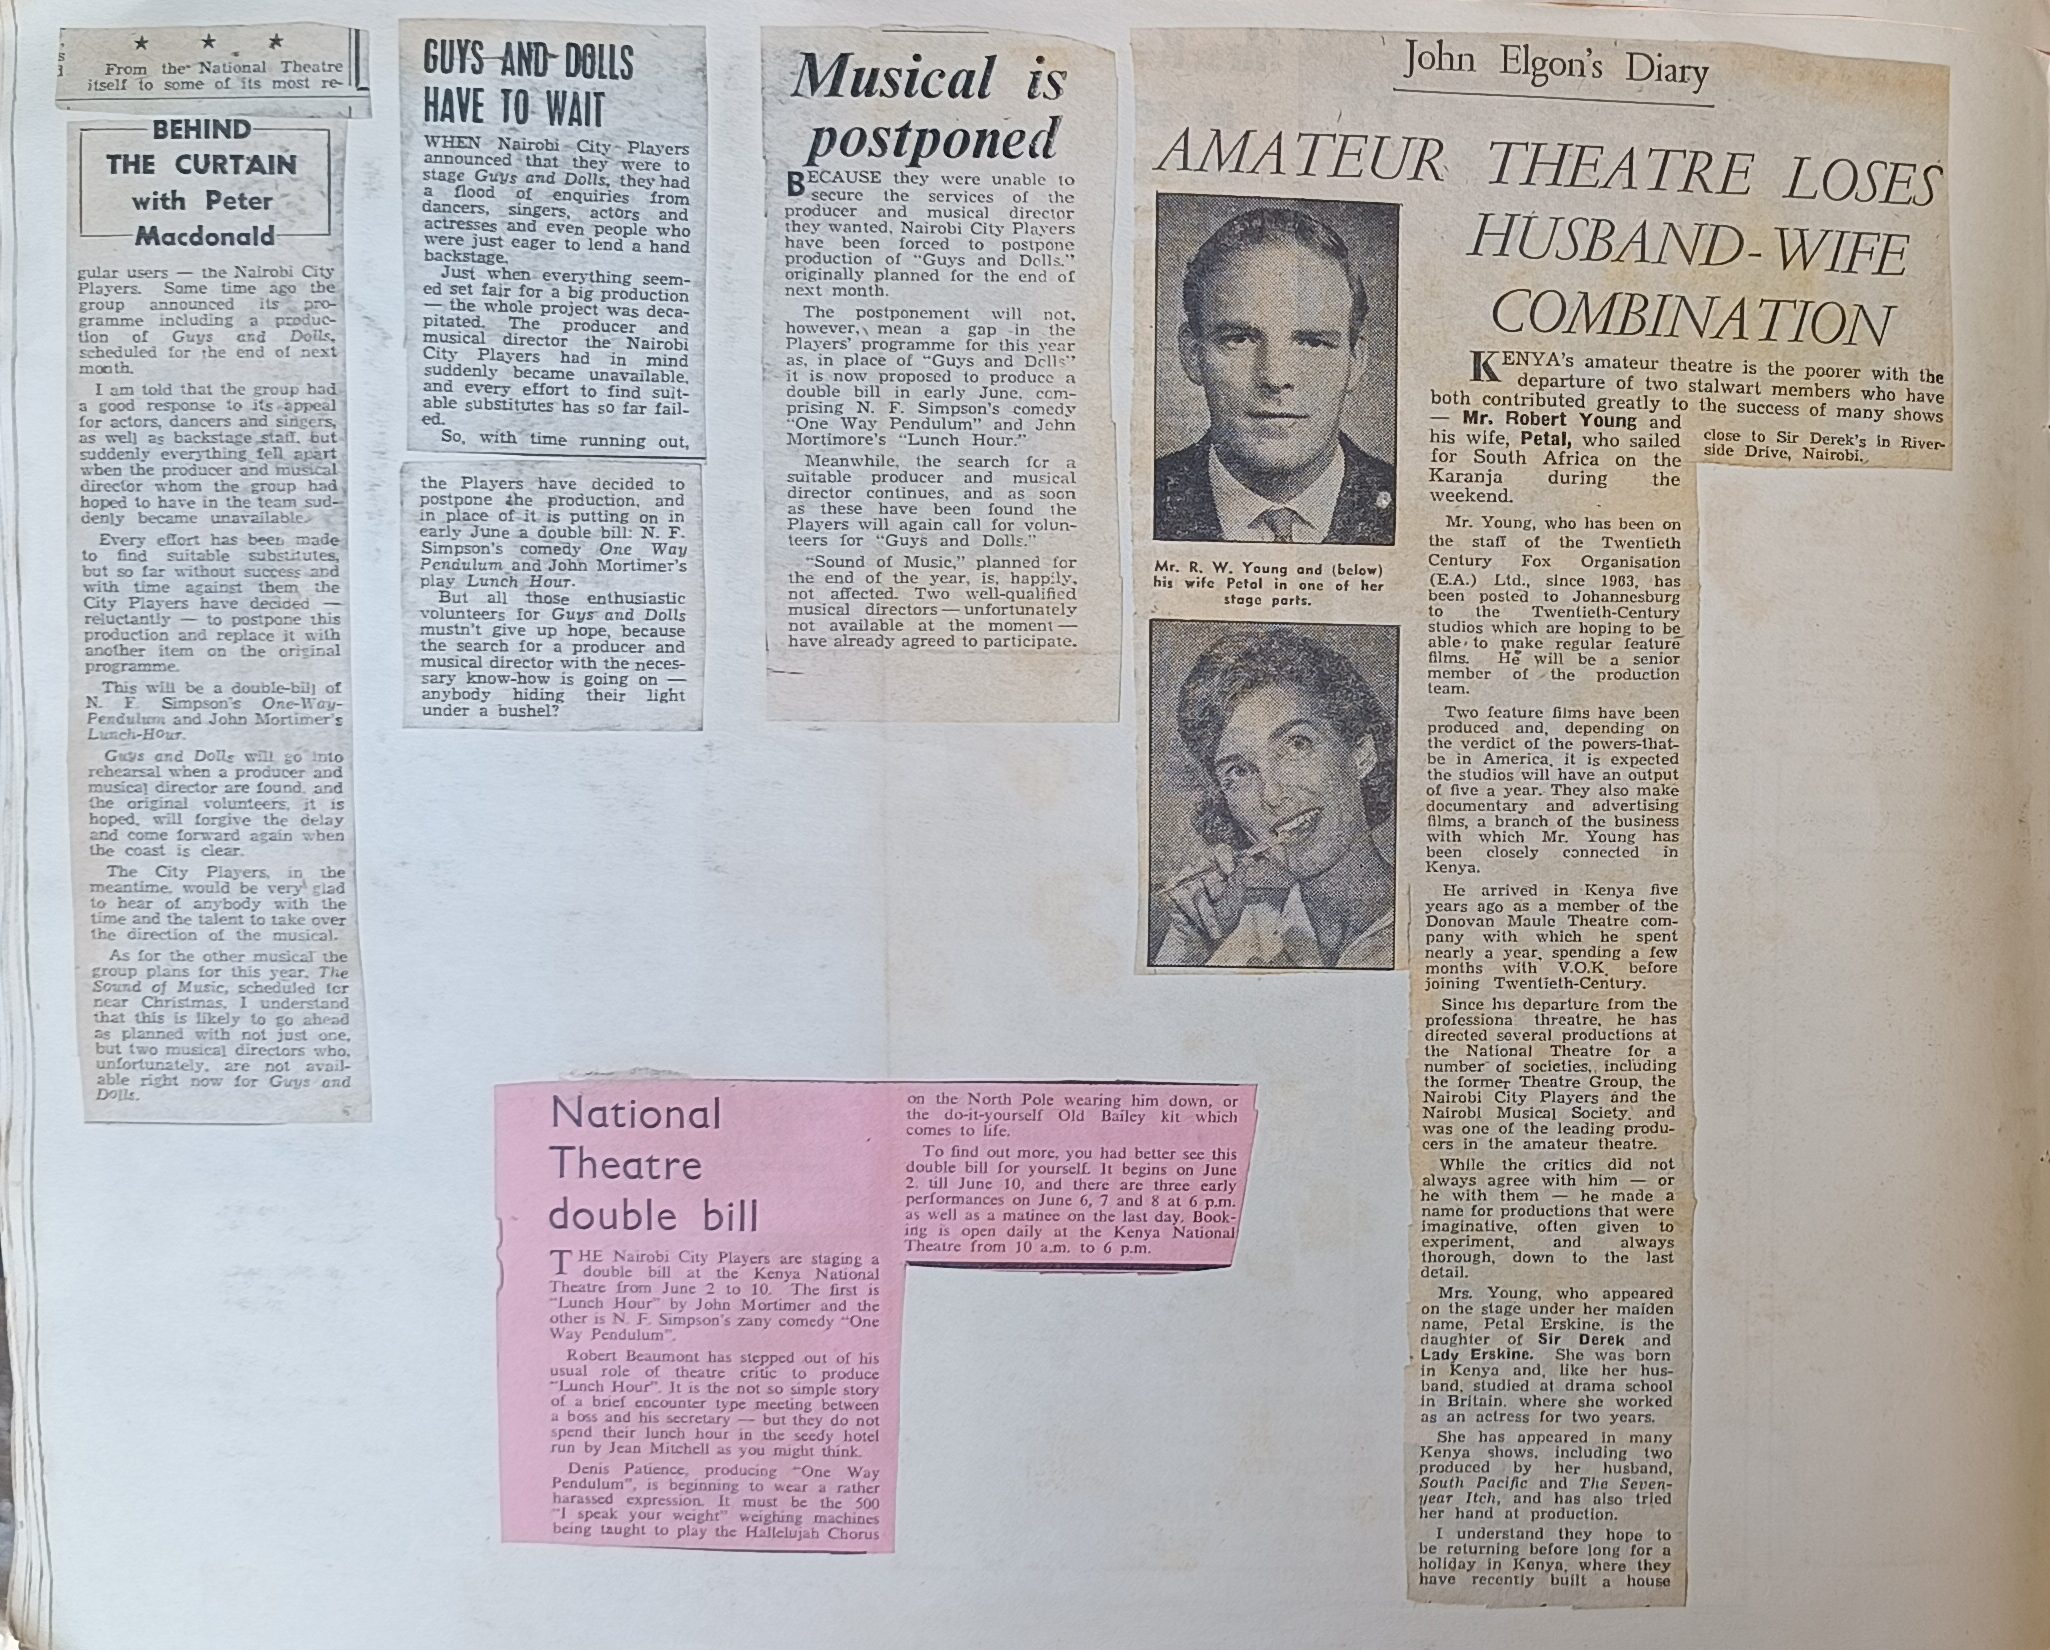 ★ ★ ★
From the National Theatre
itself to some of its most re-
BEHIND
THE CURTAIN
with Peter
Macdonald
gular users — the Nairobi City
Players. Some time ago the
group announced its pro-
gramme including a produc-
tion of Guys and Dolls,
scheduled for the end of next
month.
I am told that the group had
a good response to its appeal
for actors, dancers and singers,
as well as backstage staff, but
suddenly everything fell apart
when the producer and musical
director whom the group had
hoped to have in the team sud-
denly became unavailable.
Every effort has been made
to find suitable substitutes,
but so far without success and
with time against them the
City Players have decided —
reluctantly — to postpone this
production and replace it with
another item on the original
programme.
This will be a double-bill of
N. F. Simpson's One-Way-
Pendulum and John Mortimer's
Lunch-Hour.
Guys and Dolls will go into
rehearsal when a producer and
musical director are found, and
the original volunteers, it is
hoped, will forgive the delay
and come forward again when
the coast is clear.
The City Players, in the
meantime, would be very glad
to hear of anybody with the
time and the talent to take over
the direction of the musical.
As for the other musical the
group plans for this year, The
Sound of Music, scheduled for
near Christmas, I understand
that this is likely to go ahead
as planned with not just one,
but two musical directors who,
unfortunately, are not avail-
able right now for Guys and
Dolls.
GUYS AND DOLLS
HAVE TO WAIT
WHEN Nairobi City Players
announced that they were to
stage Guys and Dolls, they had
a flood of enquiries from
dancers, singers, actors and
actresses and even people who
were just eager to lend a hand
backstage.
Just when everything seem-
ed set fair for a big production
— the whole project was deca-
pitated. The producer and
musical director the Nairobi
City Players had in mind
suddenly became unavailable,
and every effort to find suit-
able substitutes has so far fail-
ed.
So, with time running out,
the Players have decided to
postpone the production, and
in place of it is putting on in
early June a double bill: N. F.
Simpson's comedy One Way
Pendulum and John Mortimer's
play Lunch Hour.
But all those enthusiastic
volunteers for Guys and Dolls
mustn't give up hope, because
the search for a producer and
musical director with the neces-
sary know-how is going on —
anybody hiding their light
under a bushel?
Musical is
postponed
BECAUSE they were unable to
secure the services of the
producer and musical director
they wanted, Nairobi City Players
have been forced to postpone
production of "Guys and Dolls."
originally planned for the end of
next month.
The postponement will not,
however, mean a gap in the
Players' programme for this year
as, in place of "Guys and Dolls"
it is now proposed to produce a
double bill in early June, com-
prising N. F. Simpson's comedy
"One Way Pendulum" and John
Mortimore's "Lunch Hour."
Meanwhile, the search for a
suitable producer and musical
director continues, and as soon
as these have been found the
Players will again call for volun-
teers for "Guys and Dolls."
"Sound of Music," planned for
the end of the year, is, happily,
not affected. Two well-qualified
musical directors — unfortunately
not available at the moment —
have already agreed to participate.
John Elgon's Diary
AMATEUR THEATRE LOSES
HUSBAND-WIFE
COMBINATION
Mr. R. W. Young and (below)
his wife Petal in one of her
stage parts.
KENYA's amateur theatre is the poorer with the
departure of two stalwart members who have
both contributed greatly to the success of many shows
— Mr. Robert Young and
his wife, Petal, who sailed
for South Africa on the
Karanja during the
weekend.
Mr. Young, who has been on
the staff of the Twentieth
Century Fox Organisation
(E.A.) Ltd., since 1963, has
been posted to Johannesburg
to the Twentieth-Century
studios which are hoping to be
able to make regular feature
films. He will be a senior
member of the production
team.
Two feature films have been
produced and, depending on
the verdict of the powers-that-
be in America, it is expected
the studios will have an output
of five a year. They also make
documentary and advertising
films, a branch of the business
with which Mr. Young has
been closely connected in
Kenya.
He arrived in Kenya five
years ago as a member of the
Donovan Maule Theatre com-
pany with which he spent
nearly a year, spending a few
months with V.O.K. before
joining Twentieth-Century.
Since his departure from the
professiona threatre, he has
directed several productions at
the National Theatre for a
number of societies, including
the former Theatre Group, the
Nairobi City Players and the
Nairobi Musical Society, and
was one of the leading produ-
cers in the amateur theatre.
While the critics did not
always agree with him — or
he with them — he made a
name for productions that were
imaginative, often given to
experiment, and always
thorough, down to the last
detail.
Mrs. Young, who appeared
on the stage under her maiden
name, Petal Erskine, is the
daughter of Sir Derek and
Lady Erskine. She was born
in Kenya and, like her hus-
band, studied at drama school
in Britain, where she worked
as an actress for two years.
She has appeared in many
Kenya shows, including two
produced by her husband,
South Pacific and The Seven-
year Itch, and has also tried
her hand at production.
I understand they hope to
be returning before long for a
holiday in Kenya, where they
have recently built a house
close to Sir Derek's in River-
side Drive, Nairobi.
National
Theatre
double bill
THE Nairobi City Players are staging a
double bill at the Kenya National
Theatre from June 2 to 10. The first is
"Lunch Hour" by John Mortimer and the
other is N. F. Simpson's zany comedy "One
Way Pendulum".
Robert Beaumont has stepped out of his
usual role of theatre critic to produce
"Lunch Hour". It is the not so simple story
of a brief encounter type meeting between
a boss and his secretary — but they do not
spend their lunch hour in the seedy hotel
run by Jean Mitchell as you might think.
Denis Patience, producing "One Way
Pendulum", is beginning to wear a rather
harassed expression. It must be the 500
"I speak your weight" weighing machines
being taught to play the Hallelujah Chorus
on the North Pole wearing him down, or
the do-it-yourself Old Bailey kit which
comes to life.
To find out more, you had better see this
double bill for yourself. It begins on June
2, till June 10, and there are three early
performances on June 6, 7 and 8 at 6 p.m.
as well as a matinee on the last day. Book-
ing is open daily at the Kenya National
Theatre from 10 a.m. to 6 p.m.